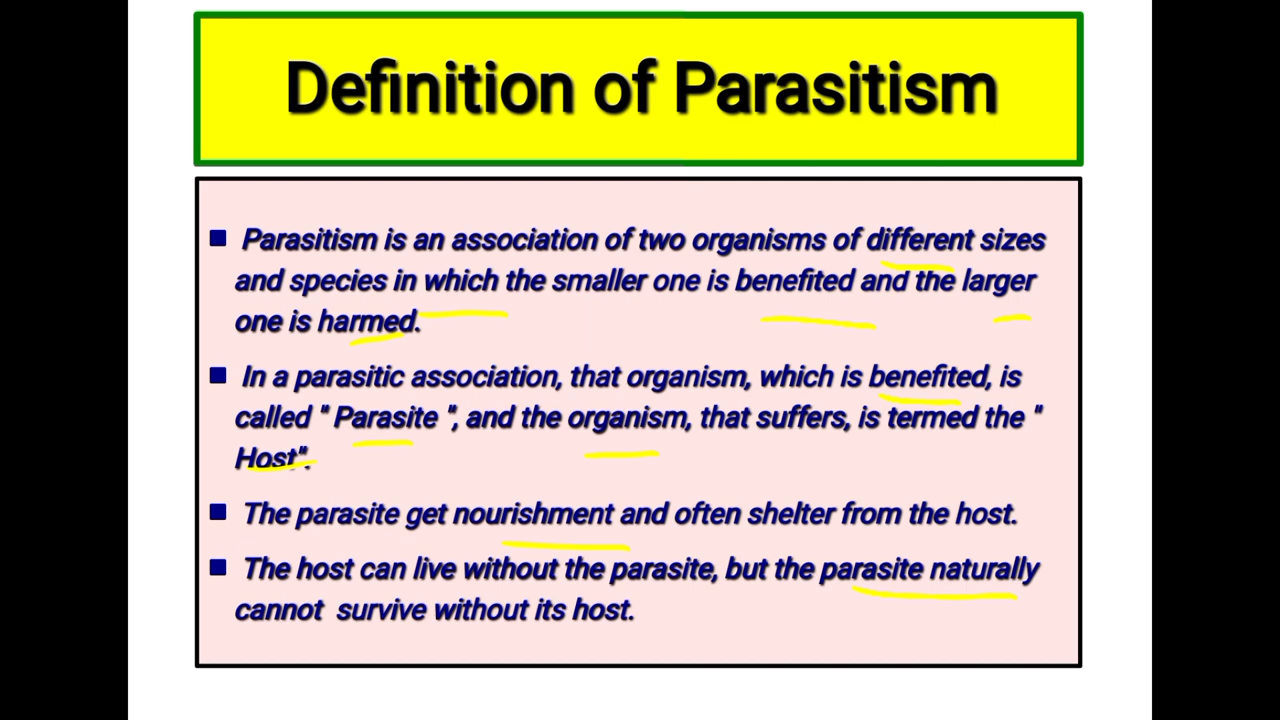 Definition of Parasitism
Parasitism is an association of two organisms of different sizes
and species in which the smaller one is benefited and the larger
one is harmed.
In a parasitic association, that organism, which is benefited, is
called " Parasite ", and the organism, that suffers, is termed the "
Host".
The parasite get nourishment and often shelter from the host.
The host can live without the parasite, but the parasite naturally
cannot survive without its host.